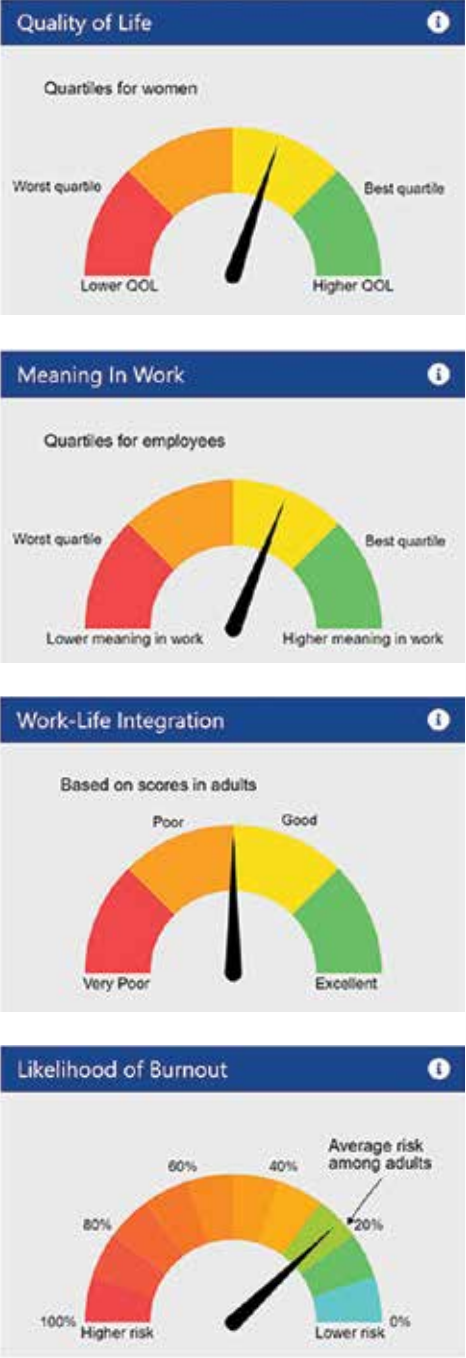 Quality of Life
Quartiles for women
Worst quartile
Best quartile
Lower QOL
Higher QOL
Meaning In Work
Quartiles for employees
Worst quartile
Best quartile
Lower meaning in work
Higher meaning in work
Work-Life Integration
Based on scores in adults
Poor
Good
Very Poor
Excellent
Likelihood of Burnout
Average risk
among adults
60%
40%
80%
20%
100%
0%
Higher risk
Lower risk